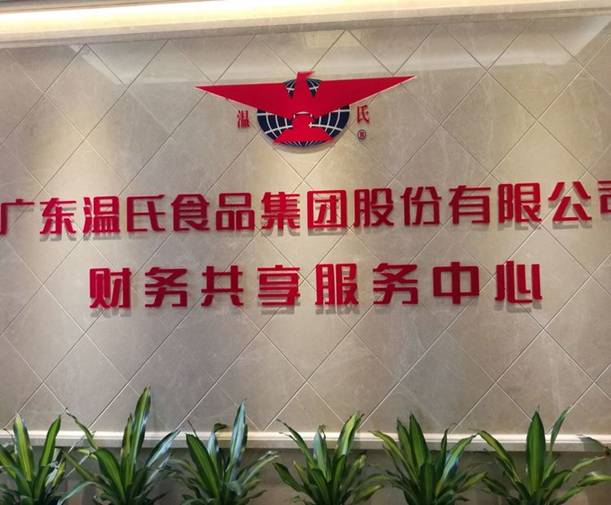 温 氏 ®
广东温氏食品集团股份有限公司
财务共享服务中心